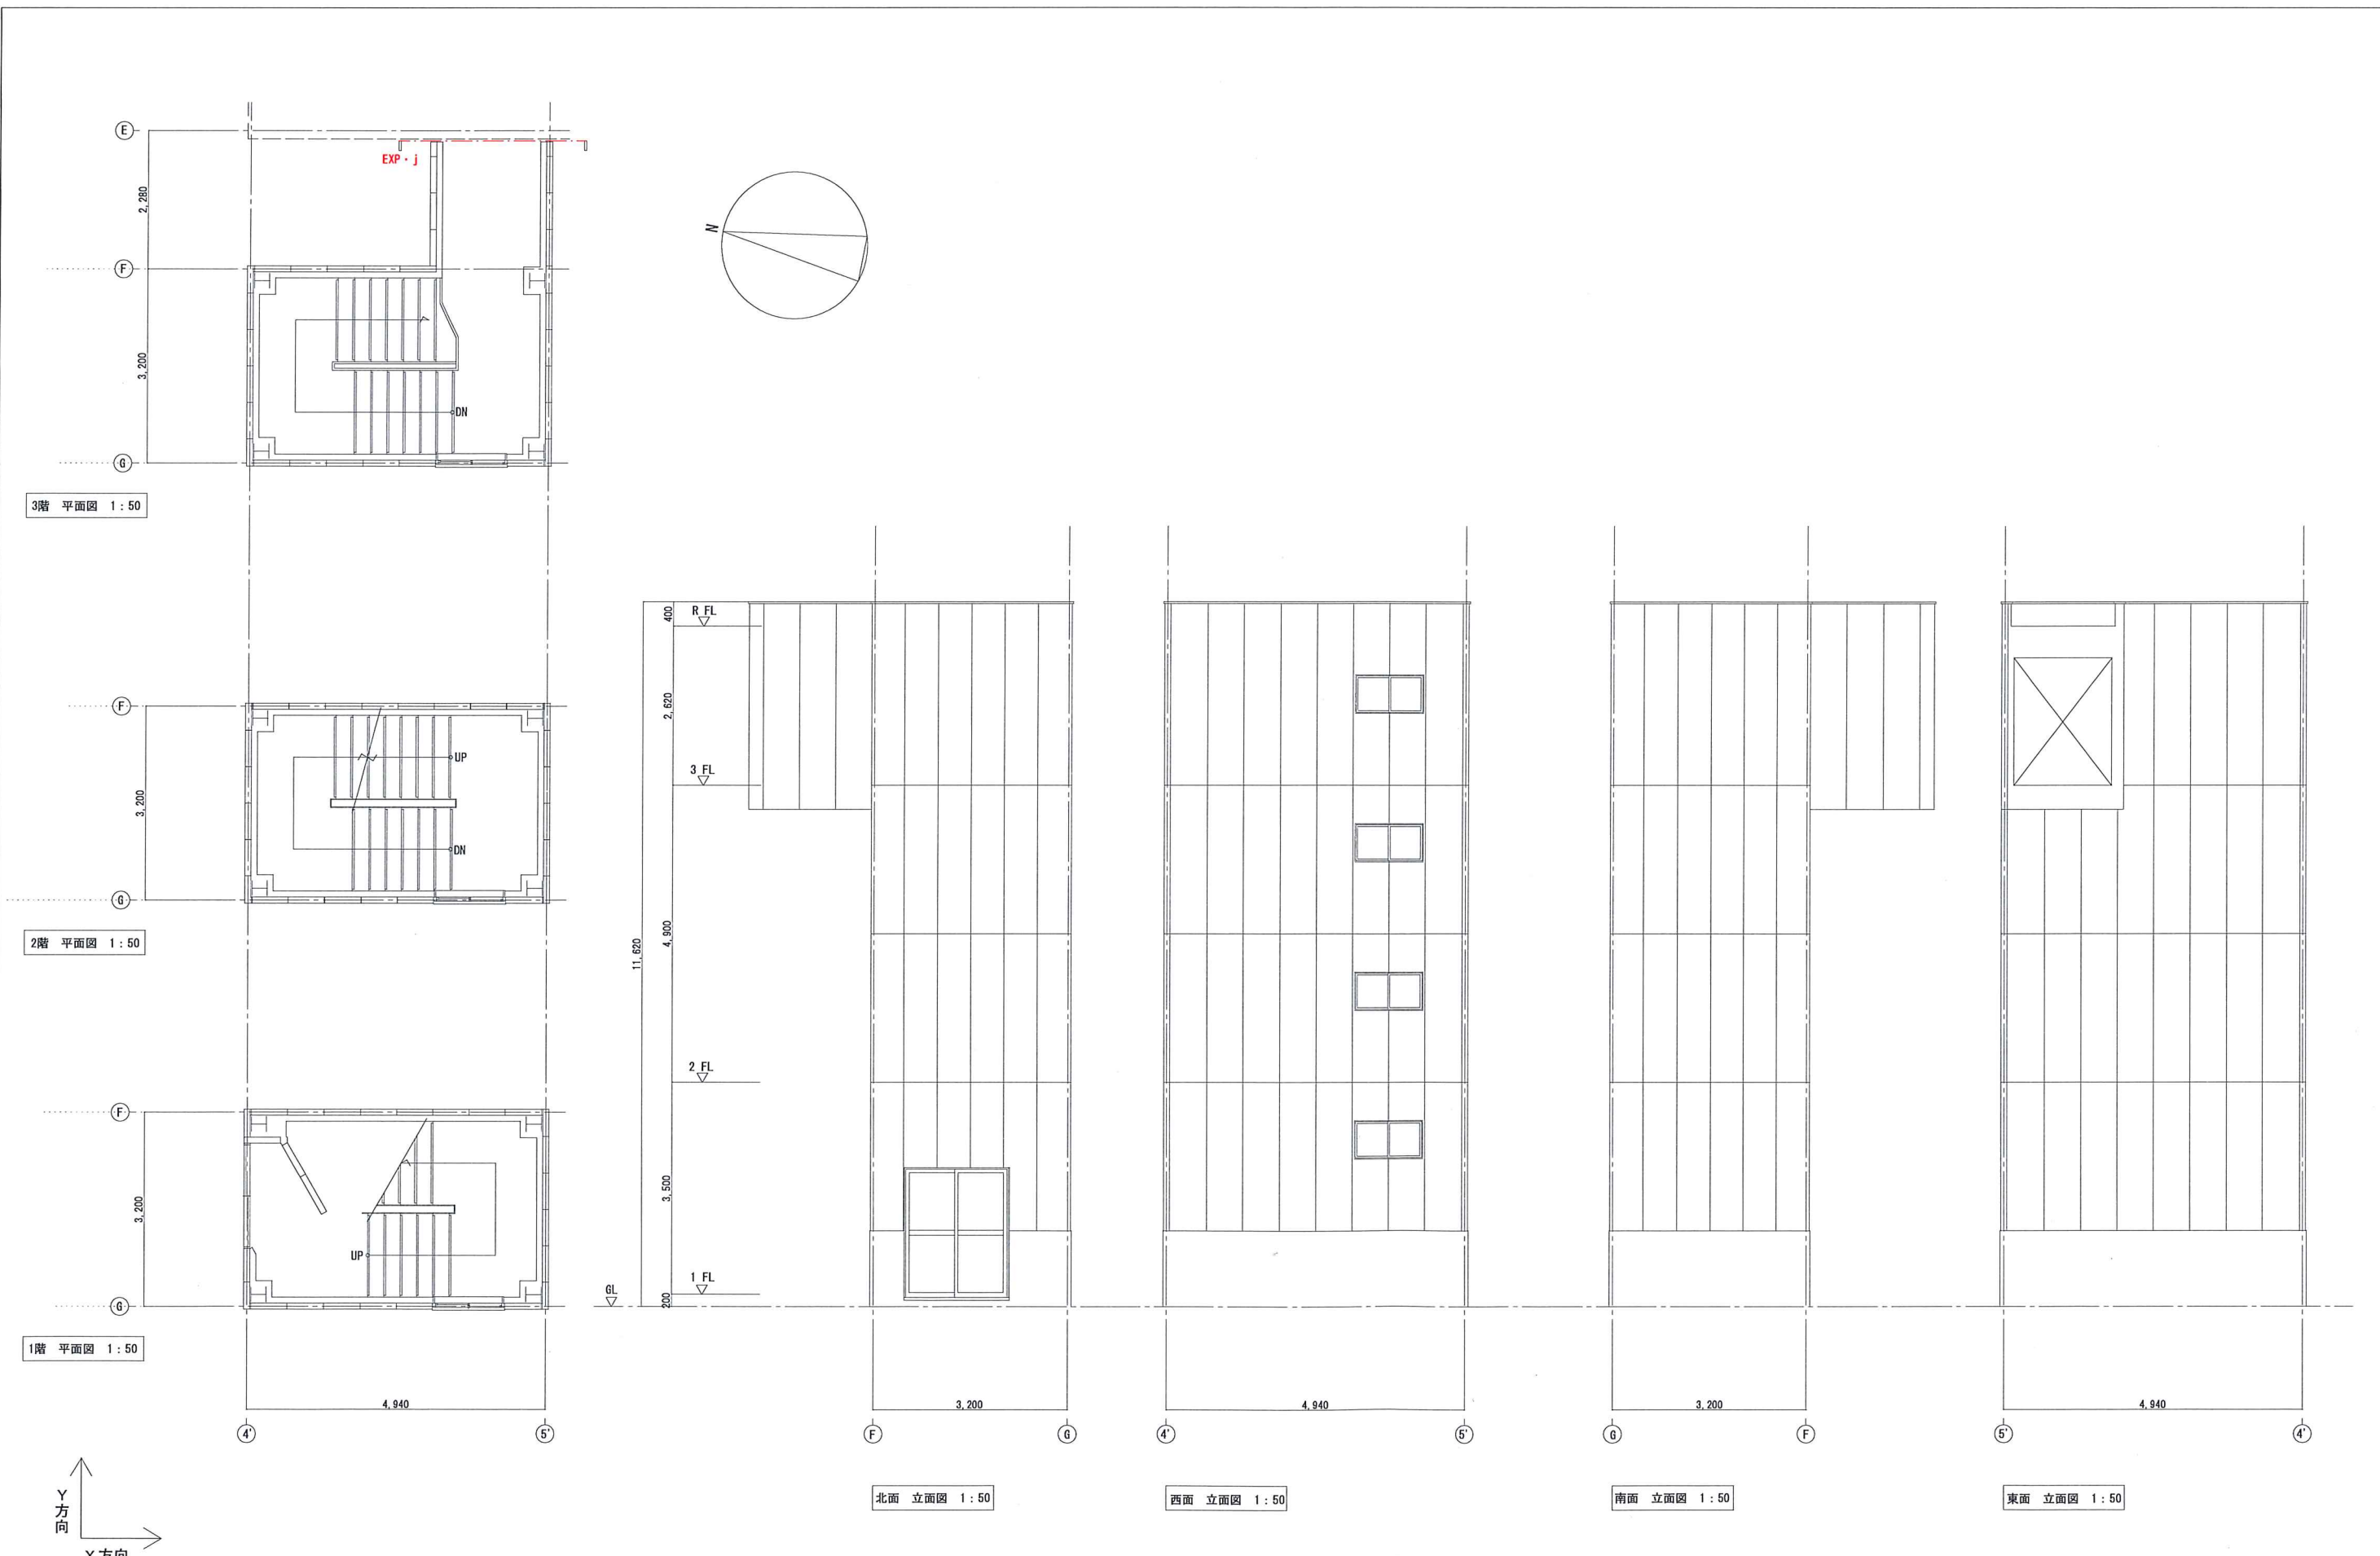 E
EXP・j
2,280
N
F
3,200
DN
G
3階 平面図 1：50
F
UP
3,200
DN
G
2階 平面図 1：50
F
3,200
UP
G
1階 平面図 1：50
4,940
4'
5'
Y方向
X方向
400
R FL
2,620
3 FL
4,900
11,620
2 FL
3,500
1 FL
GL
200
3,200
F
G
北面 立面図 1：50
4,940
4'
5'
西面 立面図 1：50
3,200
G
F
南面 立面図 1：50
4,940
5'
4'
東面 立面図 1：50